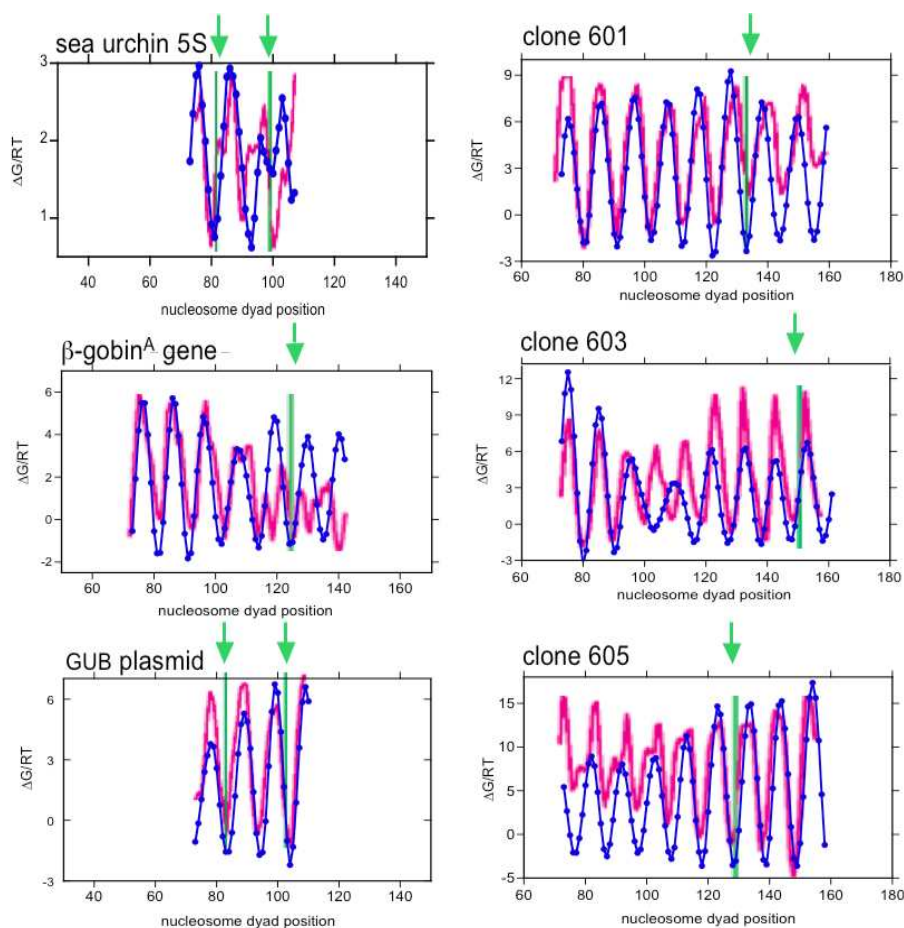 sea urchin 5S
3
2
1
ΔG/RT
40 60 80 100 120 140
nucleosome dyad position
clone 601
9
6
3
0
-3
ΔG/RT
60 80 100 120 140 160 180
nucleosome dyad position
β-gobinA gene
6
4
2
0
-2
ΔG/RT
60 80 100 120 140 160
nucleosome dyad position
clone 603
12
9
6
3
0
-3
ΔG/RT
60 80 100 120 140 160 180
nucleosome dyad position
GUB plasmid
6
3
0
-3
ΔG/RT
40 60 80 100 120 140
nucleosome dyad position
clone 605
15
10
5
0
-5
ΔG/RT
60 80 100 120 140 160 180
nucleosome dyad position